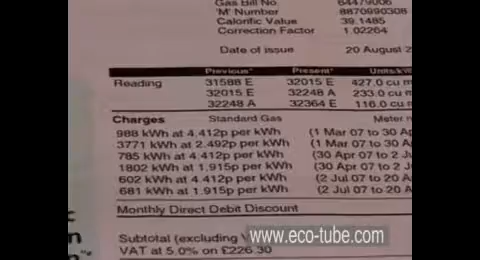 Gas Bill No. 84479006
'M' Number 8870990308
Calorific Value 39.1485
Correction Factor 1.02264
Date of issue 20 August 2
Previous* Present* Units/kW
Reading 31588 E 32015 E 427.0 cu m
32015 E 32248 A 233.0 cu m
32248 A 32364 E 116.0 cu m
Charges Standard Gas Meter n
988 kWh at 4.412p per kWh (1 Mar 07 to 30 Ap
3771 kWh at 2.492p per kWh (1 Mar 07 to 30 A
785 kWh at 4.412p per kWh (30 Apr 07 to 2 J
1802 kWh at 1.915p per kWh (30 Apr 07 to 2 J
602 kWh at 4.412p per kWh (2 Jul 07 to 20 A
681 kWh at 1.915p per kWh (2 Jul 07 to 20 A
Monthly Direct Debit Discount
Subtotal (excluding V
www.eco-tube.com
VAT at 5.0% on £226.30
n